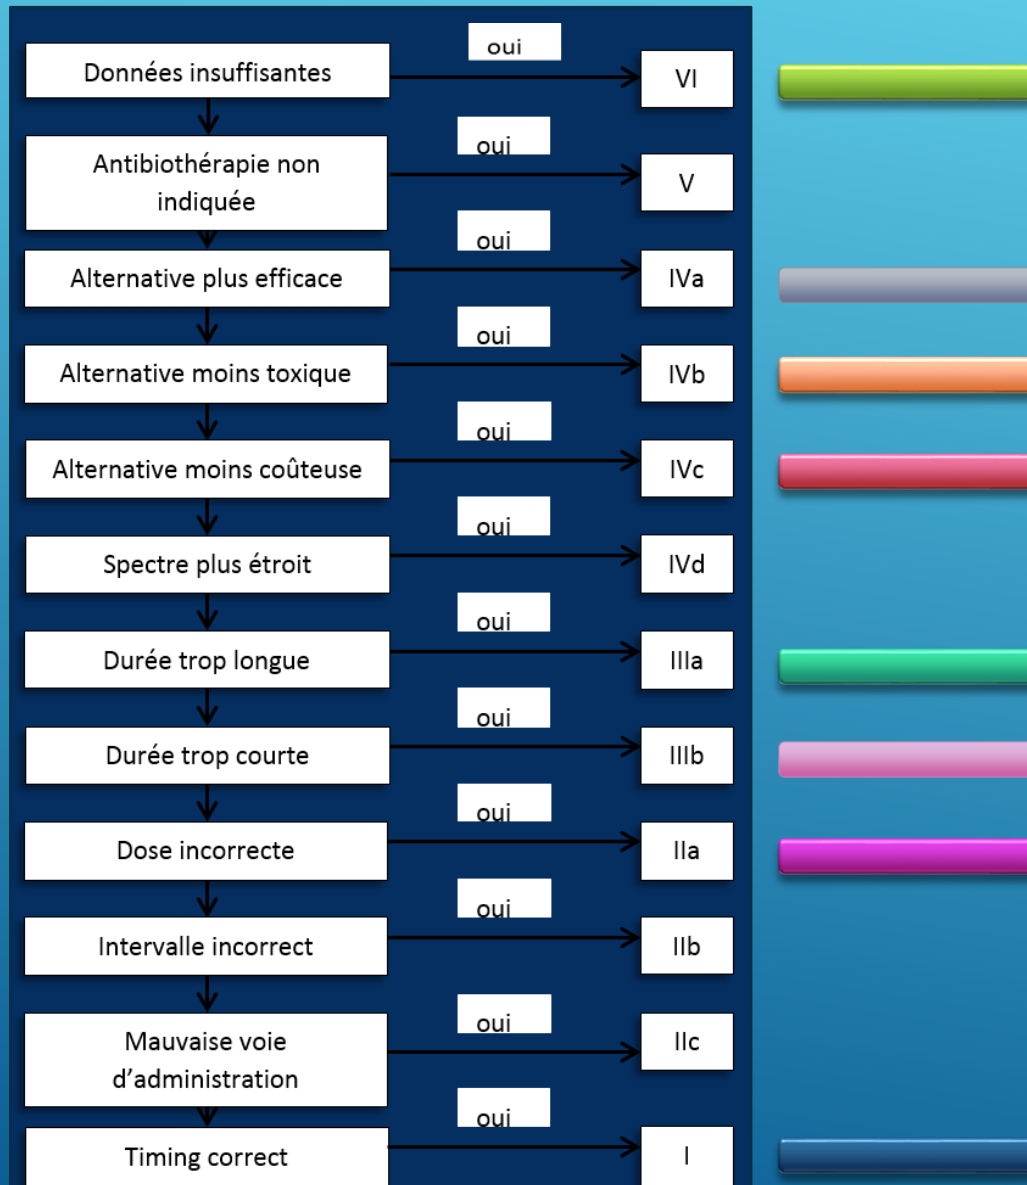 oui
Données insuffisantes
VI
oui
Antibiothérapie non
indiquée
V
oui
Alternative plus efficace
IVa
oui
Alternative moins toxique
IVb
oui
Alternative moins coûteuse
IVc
oui
Spectre plus étroit
IVd
oui
Durée trop longue
IIIa
oui
Durée trop courte
IIIb
oui
Dose incorrecte
IIa
oui
Intervalle incorrect
IIb
oui
Mauvaise voie
d’administration
IIc
oui
Timing correct
I